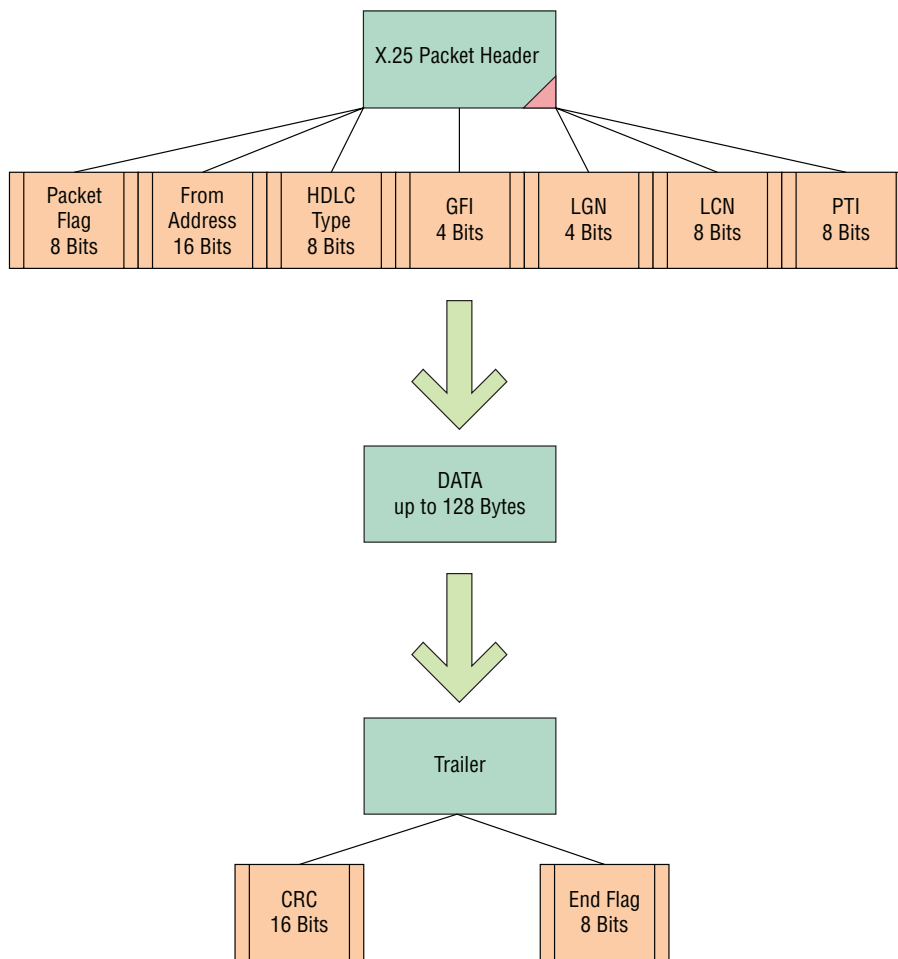 X.25 Packet Header
Packet
Flag
8 Bits
From
Address
16 Bits
HDLC
Type
8 Bits
GFI
4 Bits
LGN
4 Bits
LCN
8 Bits
PTI
8 Bits
DATA
up to 128 Bytes
Trailer
CRC
16 Bits
End Flag
8 Bits